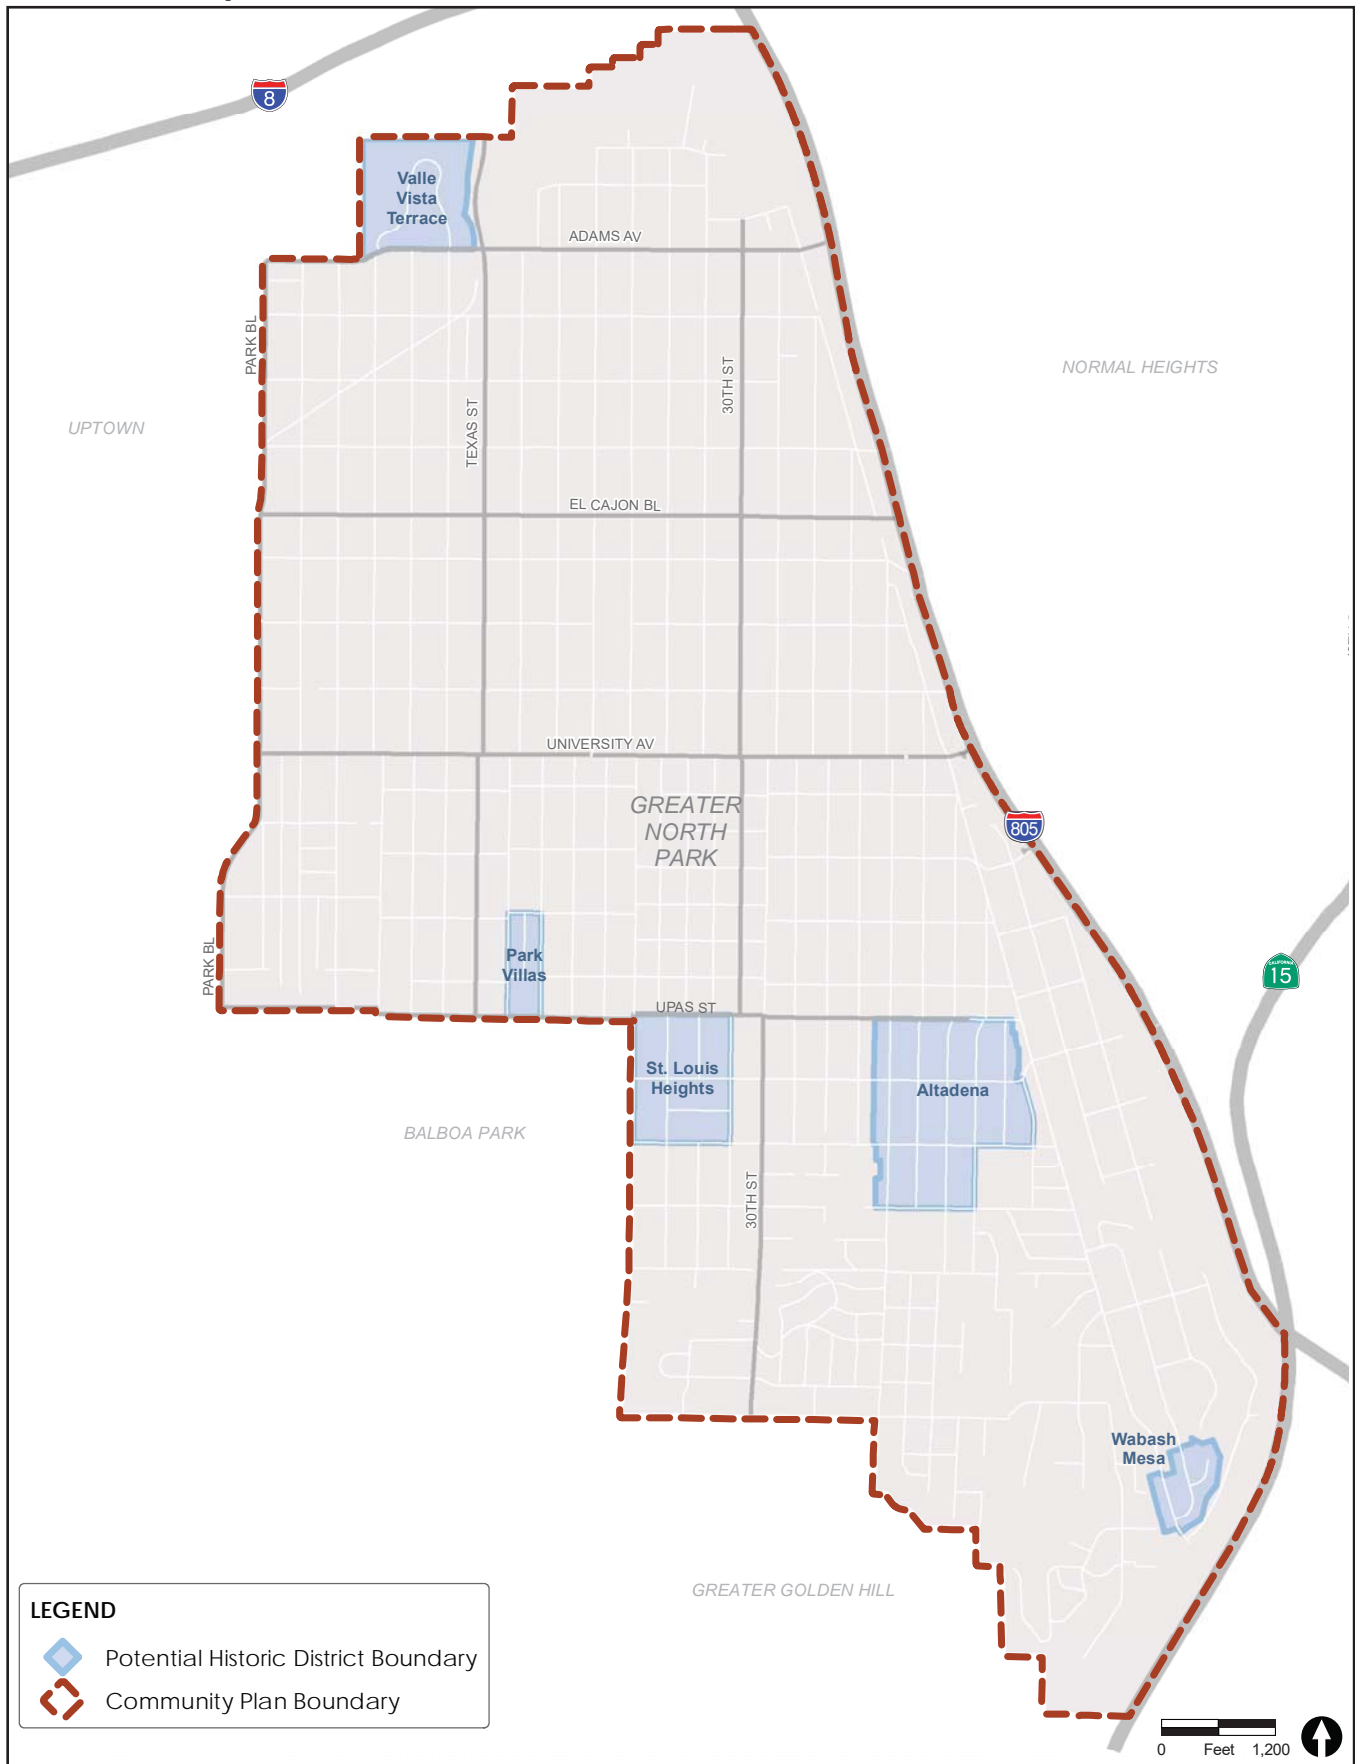 8
Valle
Vista
Terrace
ADAMS AV
PARK BL
NORMAL HEIGHTS
30TH ST
TEXAS ST
UPTOWN
EL CAJON BL
UNIVERSITY AV
GREATER
NORTH
PARK
805
Park
Villas
PARK BL
CALIFORNIA
15
UPAS ST
St. Louis
Heights
Altadena
BALBOA PARK
30TH ST
Wabash
Mesa
GREATER GOLDEN HILL
LEGEND
Potential Historic District Boundary
Community Plan Boundary
0 Feet 1,200